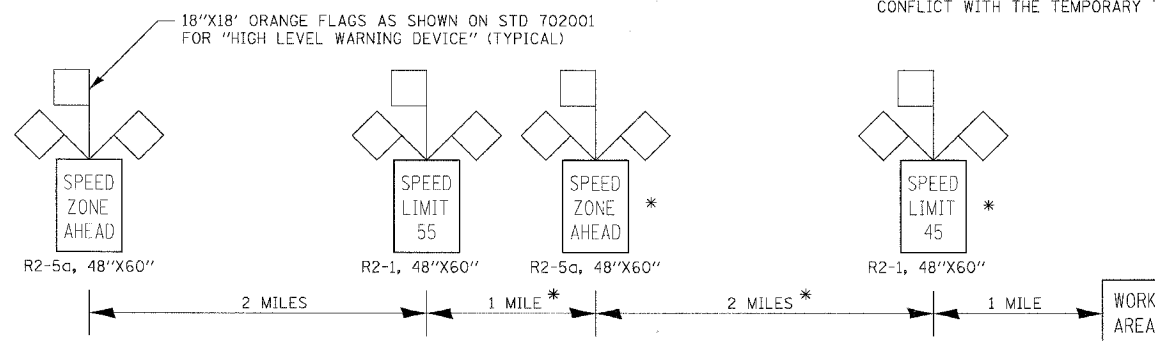 CONFLICT WITH THE TEMPORARY
18"X18' ORANGE FLAGS AS SHOWN ON STD 702001
FOR "HIGH LEVEL WARNING DEVICE" (TYPICAL)
SPEED
ZONE
AHEAD
R2-5a, 48"X60"
SPEED
LIMIT
55
R2-1, 48"X60"
SPEED
ZONE
AHEAD
*
R2-5a, 48"X60"
SPEED
LIMIT
45
*
R2-1, 48"X60"
2 MILES
1 MILE *
2 MILES *
1 MILE
WORK
AREA